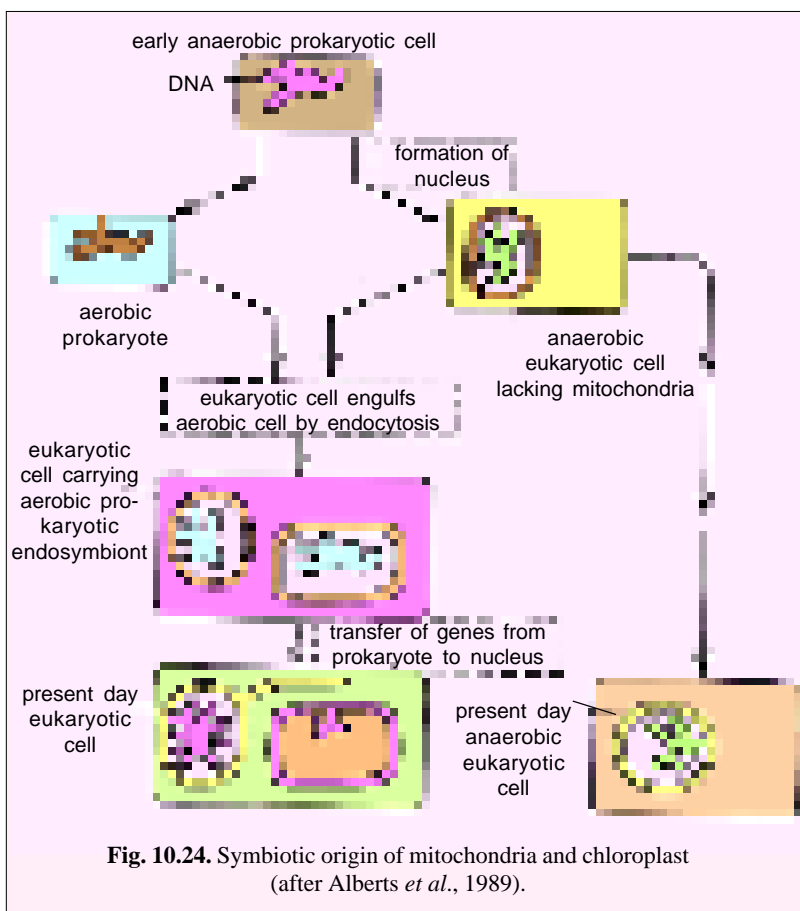 early anaerobic prokaryotic cell
DNA
formation of
nucleus
aerobic
prokaryote
anaerobic
eukaryotic cell
lacking mitochondria
eukaryotic cell engulfs
aerobic cell by endocytosis
eukaryotic
cell carrying
aerobic pro-
karyotic
endosymbiont
transfer of genes from
prokaryote to nucleus
present day
eukaryotic
cell
present day
anaerobic
eukaryotic
cell
Fig. 10.24. Symbiotic origin of mitochondria and chloroplast
(after Alberts et al., 1989).